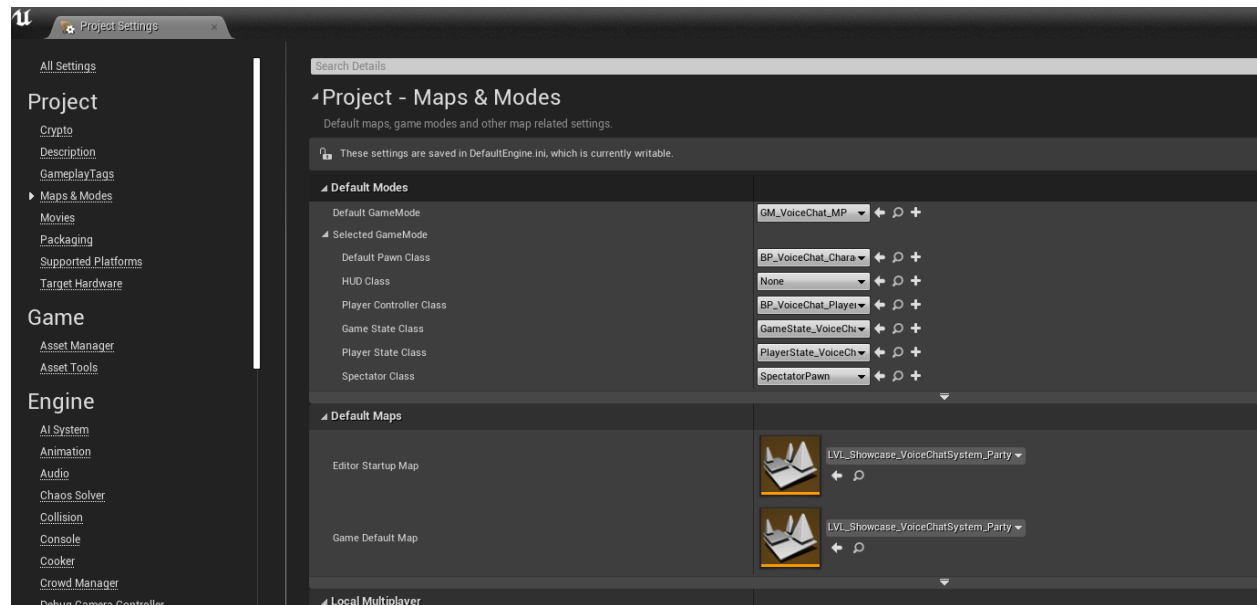 Project Settings
All Settings
Project
Crypto
Description
GameplayTags
Maps & Modes
Movies
Packaging
Supported Platforms
Target Hardware
Game
Asset Manager
Asset Tools
Engine
AI System
Animation
Audio
Chaos Solver
Collision
Console
Cooker
Crowd Manager
Debug Camera Controller
Search Details
Project - Maps & Modes
Default maps, game modes and other map related settings.
These settings are saved in DefaultEngine.ini, which is currently writable.
Default Modes
Default GameMode GM_VoiceChat_MP
Selected GameMode
Default Pawn Class BP_VoiceChat_Chara
HUD Class None
Player Controller Class BP_VoiceChat_Player
Game State Class GameState_VoiceCha
Player State Class PlayerState_VoiceCh
Spectator Class SpectatorPawn
Default Maps
Editor Startup Map LVL_Showcase_VoiceChatSystem_Party
Game Default Map LVL_Showcase_VoiceChatSystem_Party
Local Multiplayer